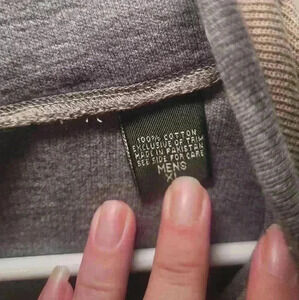 100% COTTON
EXCLUSIVE OF TRIM
MADE IN PAKISTAN
SEE SIDE FOR CARE
MENS